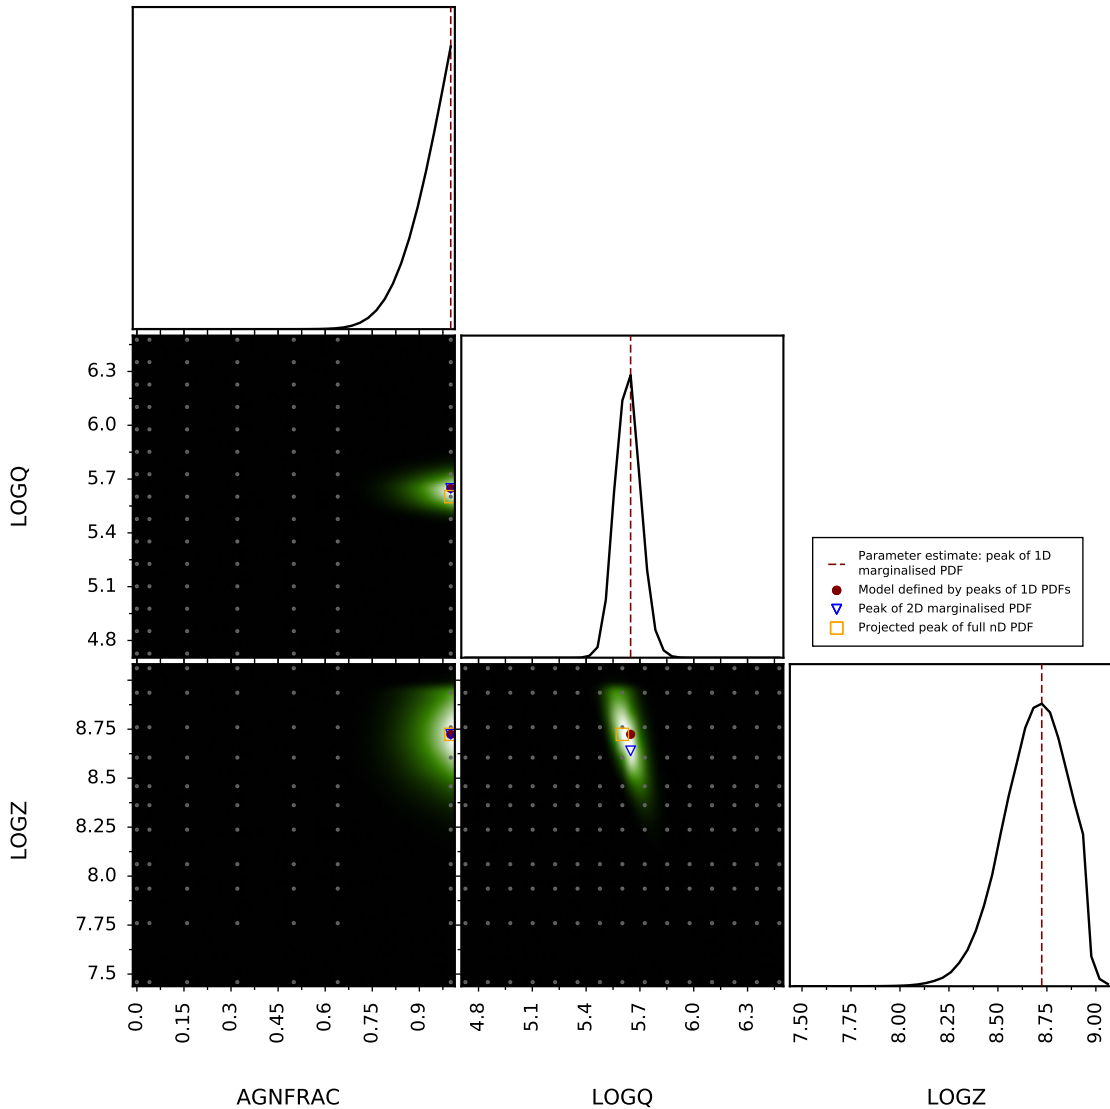 LOGQ
6.3
6.0
5.7
5.4
5.1
4.8
Parameter estimate: peak of 1D
marginalised PDF
Model defined by peaks of 1D PDFs
Peak of 2D marginalised PDF
Projected peak of full nD PDF
LOGZ
8.75
8.5
8.25
8.0
7.75
7.5
0.0 0.15 0.3 0.45 0.6 0.75 0.9
4.8 5.1 5.4 5.7 6.0 6.3
7.50 7.75 8.00 8.25 8.50 8.75 9.00
AGNFRAC LOGQ LOGZ